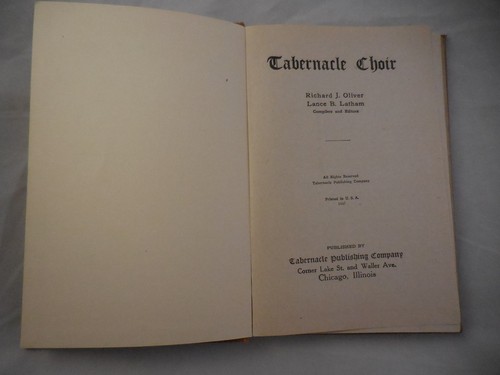 Tabernacle Choir
Richard J. Oliver
Lance B. Latham
Compilers and Editors
All Rights Reserved
Tabernacle Publishing Company
Printed in U.S.A.
PUBLISHED BY
Tabernacle Publishing Company
Corner Lake St. and Waller Ave.
Chicago, Illinois